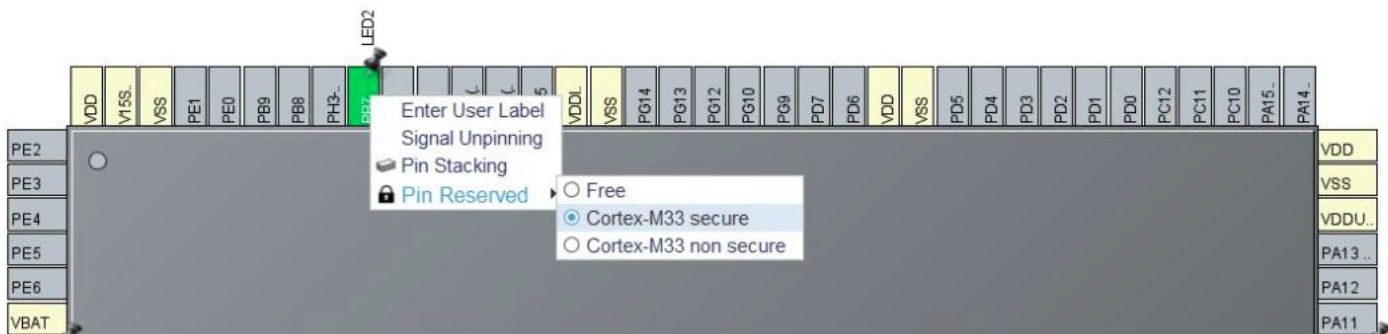 LED2
VDD
V15S..
VSS
PE1
PE0
PB9
PB8
PH3-..
PB7
VDDI..
VSS
PG14
PG13
PG12
PG10
PG9
PD7
PD6
VDD
VSS
PD5
PD4
PD3
PD2
PD1
PD0
PC12
PC11
PC10
PA15 ..
PA14 ..
Enter User Label
Signal Unpinning
Pin Stacking
Pin Reserved
Free
Cortex-M33 secure
Cortex-M33 non secure
PE2
PE3
PE4
PE5
PE6
VBAT
VDD
VSS
VDDU..
PA13 ..
PA12
PA11